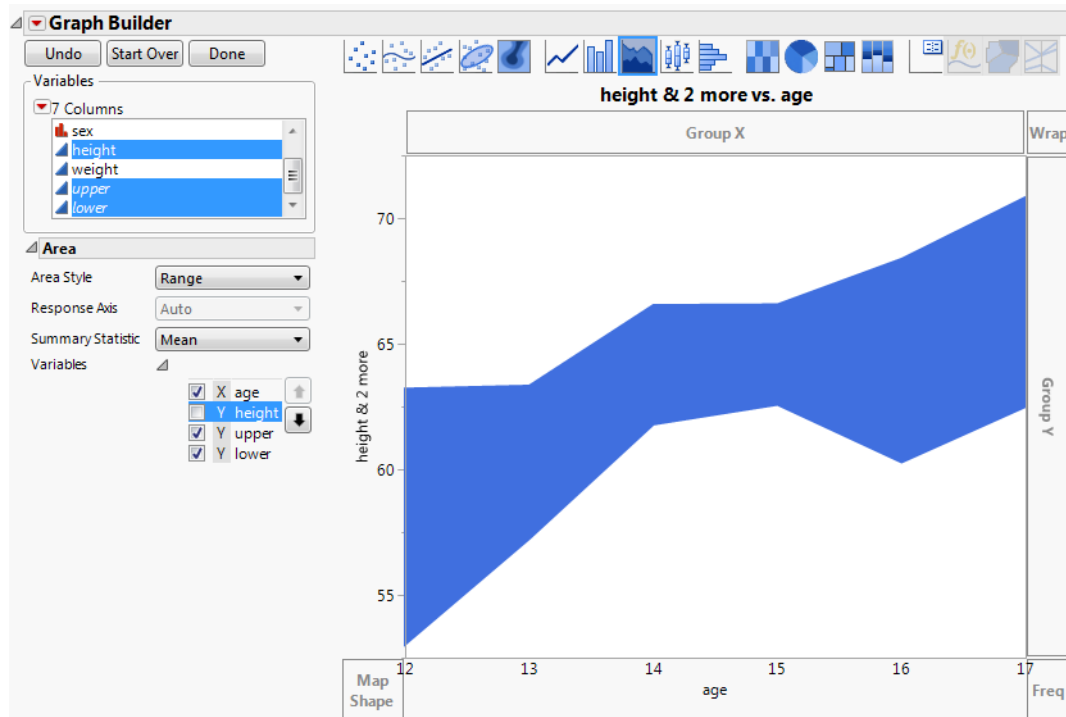 Graph Builder
Undo Start Over Done
Variables
7 Columns
sex
height
weight
upper
lower
Area
Area Style Range
Response Axis Auto
Summary Statistic Mean
Variables
X age
Y height
Y upper
Y lower
height & 2 more vs. age
Group X
Wrap
70
65
60
55
height & 2 more
Group Y
12 13 14 15 16 17
age
Map
Shape
Freq